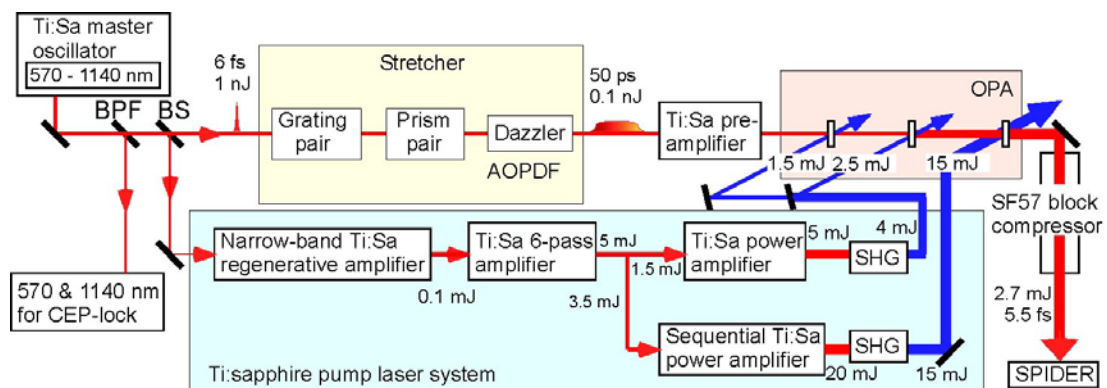 Ti:Sa master
oscillator
570 - 1140 nm
BPF
BS
6 fs
1 nJ
Stretcher
Grating
pair
Prism
pair
Dazzler
AOPDF
50 ps
0.1 nJ
Ti:Sa pre-
amplifier
OPA
1.5 mJ
2.5 mJ
15 mJ
SF57 block
compressor
Narrow-band Ti:Sa
regenerative amplifier
0.1 mJ
Ti:Sa 6-pass
amplifier
5 mJ
1.5 mJ
3.5 mJ
Ti:Sa power
amplifier
5 mJ
SHG
4 mJ
570 & 1140 nm
for CEP-lock
Sequential Ti:Sa
power amplifier
20 mJ
SHG
15 mJ
2.7 mJ
5.5 fs
Ti:sapphire pump laser system
SPIDER